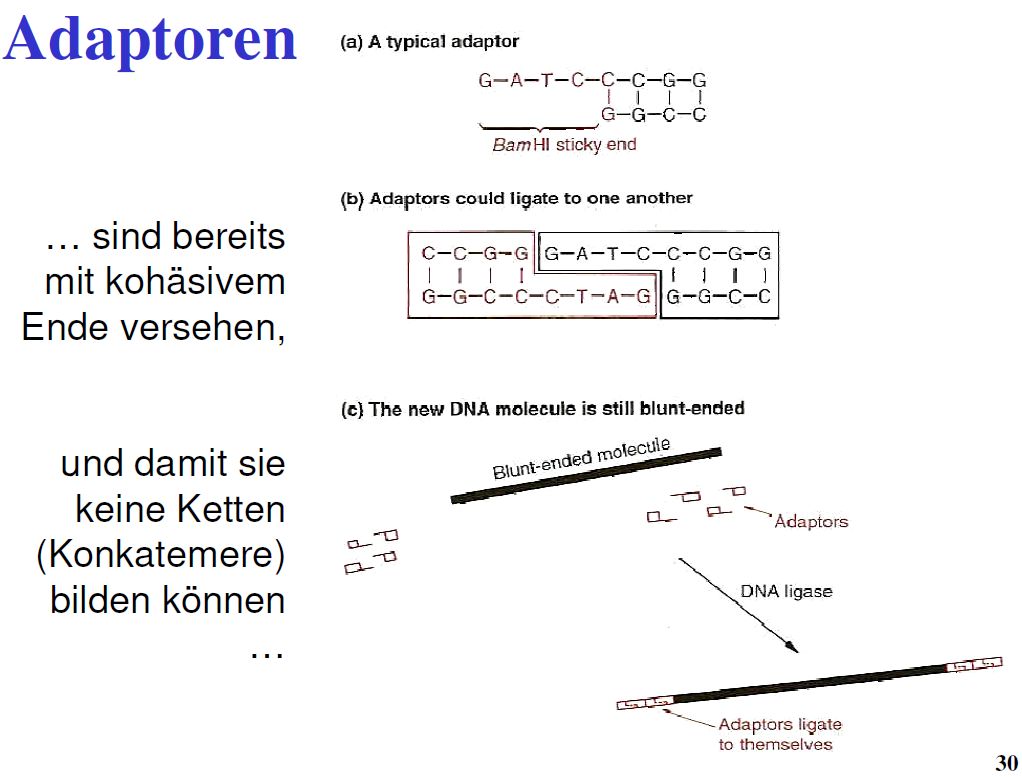 Adaptoren
(a) A typical adaptor
G–A–T–C–C–C–G–G
G–G–C–C
BamHI sticky end
(b) Adaptors could ligate to one another
… sind bereits
mit kohäsivem
Ende versehen,
C–C–G–G G–A–T–C–C–C–G–G
G–G–C–C–C–T–A–G G–G–C–C
(c) The new DNA molecule is still blunt-ended
und damit sie
keine Ketten
(Konkatemere)
bilden können
…
Blunt-ended molecule
Adaptors
DNA ligase
Adaptors ligate
to themselves
30